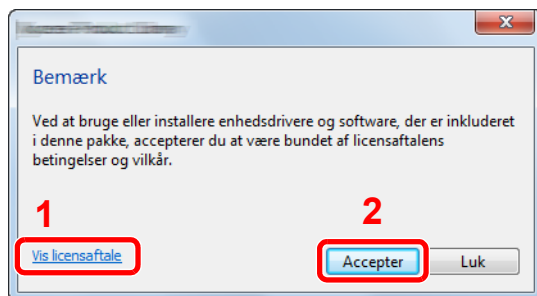 Bemærk
Ved at bruge eller installere enhedsdrivere og software, der er inkluderet
i denne pakke, accepterer du at være bundet af licensaftalens
betingelser og vilkår.
1
2
Vis licensaftale
Accepter
Luk